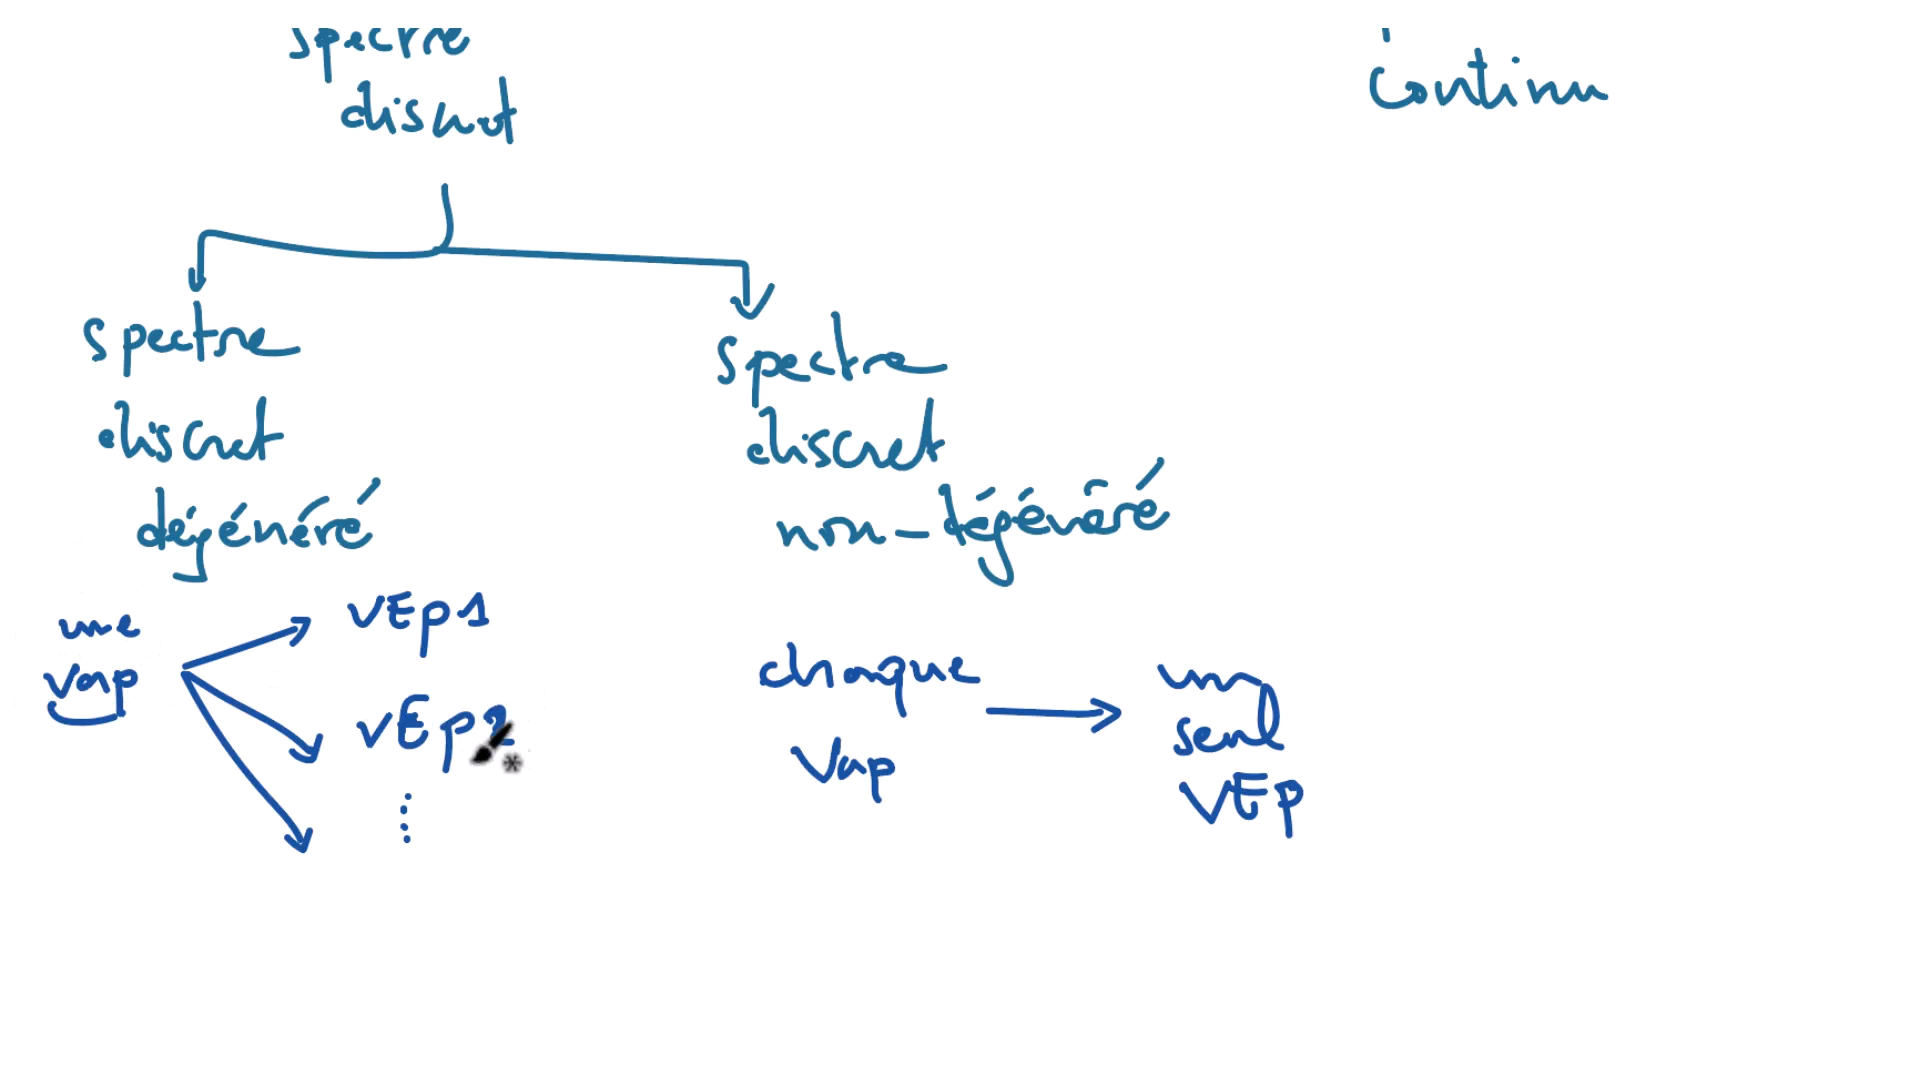 spectre
discret
continu
spectre
discret
dégénéré
spectre
discret
non-dégénéré
une
vap
VEp1
VEp2
⋮
chaque
Vap
un
seul
VEp